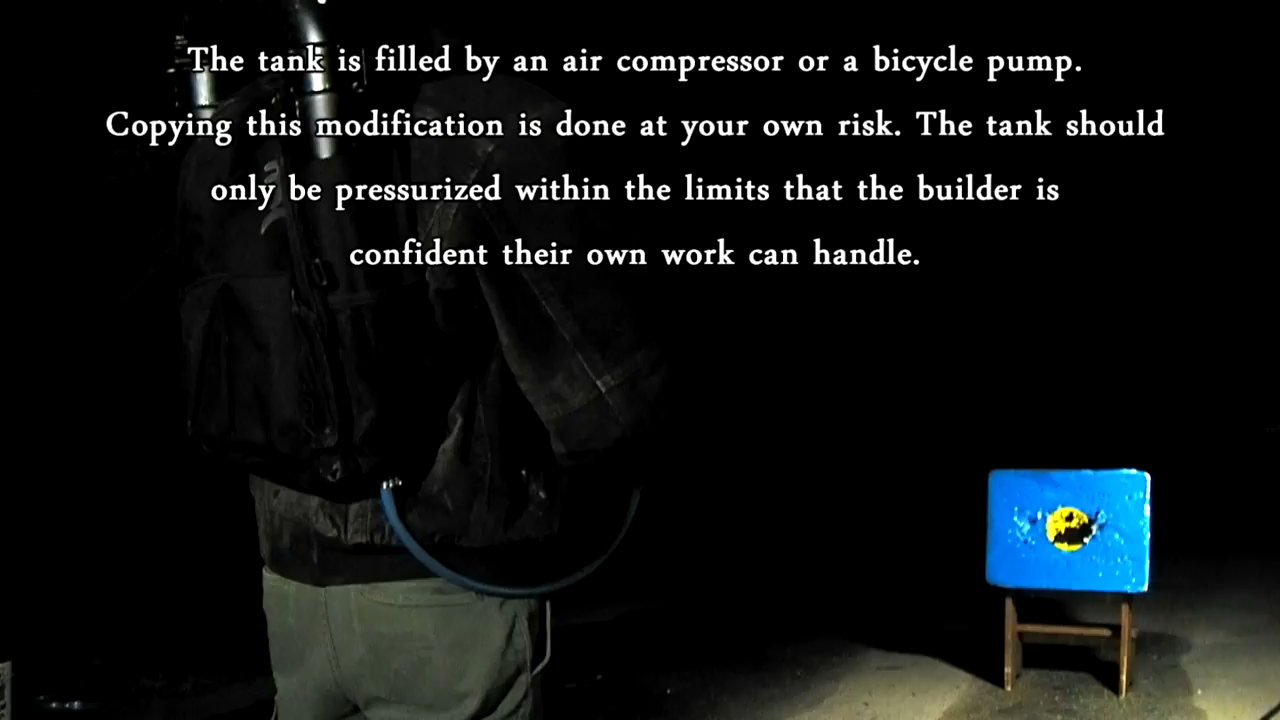 The tank is filled by an air compressor or a bicycle pump.
Copying this modification is done at your own risk. The tank should
only be pressurized within the limits that the builder is
confident their own work can handle.